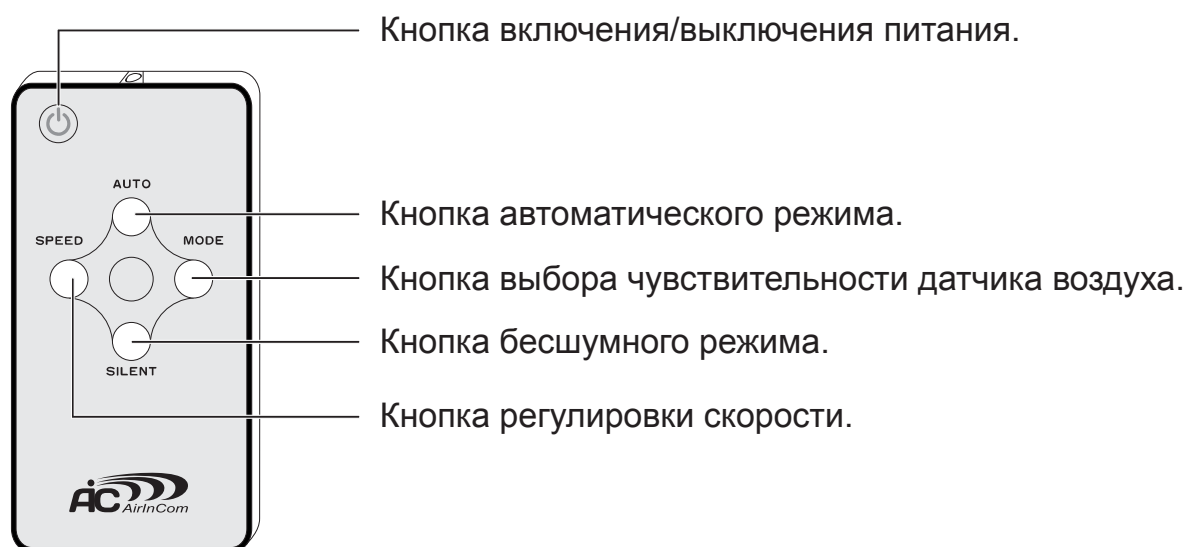 Кнопка включения/выключения питания.
AUTO
Кнопка автоматического режима.
SPEED
MODE
Кнопка выбора чувствительности датчика воздуха.
Кнопка бесшумного режима.
SILENT
Кнопка регулировки скорости.
AIC
AirInCom